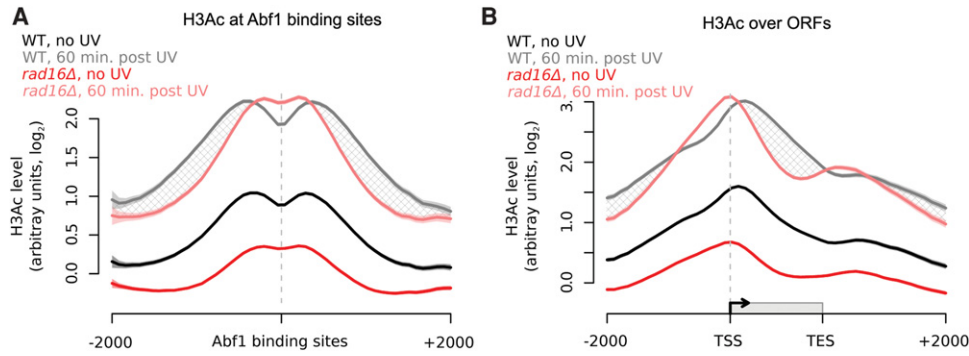 A
H3Ac at Abf1 binding sites
WT, no UV
WT, 60 min. post UV
rad16Δ, no UV
rad16Δ, 60 min. post UV
H3Ac level
(arbitray units, log2)
2.0
1.5
1.0
0.5
0.0
-2000
Abf1 binding sites
+2000
B
H3Ac over ORFs
WT, no UV
WT, 60 min. post UV
rad16Δ, no UV
rad16Δ, 60 min. post UV
H3Ac level
(arbitray units, log2)
3.
2.0
1.0
0.0
-2000
TSS
TES
+2000